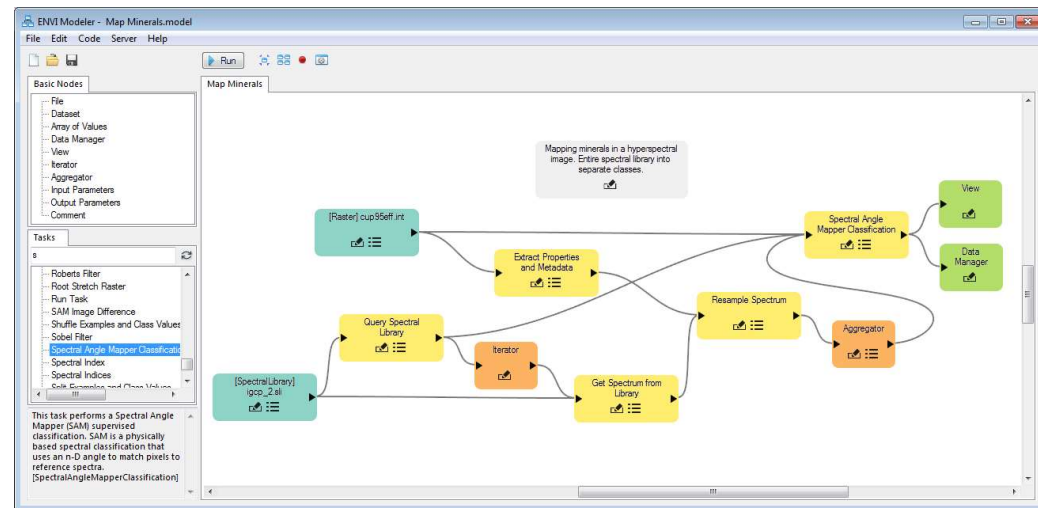 ENVI Modeler - Map Minerals.model
File Edit Code Server Help
Run
Basic Nodes
File
Dataset
Array of Values
Data Manager
View
Iterator
Aggregator
Input Parameters
Output Parameters
Comment
Tasks
s
Roberts Filter
Root Stretch Raster
Run Task
SAM Image Difference
Shuffle Examples and Class Values
Sobel Filter
Spectral Angle Mapper Classificatio
Spectral Index
Spectral Indices
Split Examples and Class Values
This task performs a Spectral Angle
Mapper (SAM) supervised
classification. SAM is a physically
based spectral classification that
uses an n-D angle to match pixels to
reference spectra.
[SpectralAngleMapperClassification]
Map Minerals
Mapping minerals in a hyperspectral
image. Entire spectral library into
separate classes.
[Raster] cup95eff.int
Extract Properties
and Metadata
Query Spectral
Library
Iterator
[SpectralLibrary]
igcp_2.sli
Get Spectrum from
Library
Resample Spectrum
Aggregator
Spectral Angle
Mapper Classification
View
Data
Manager